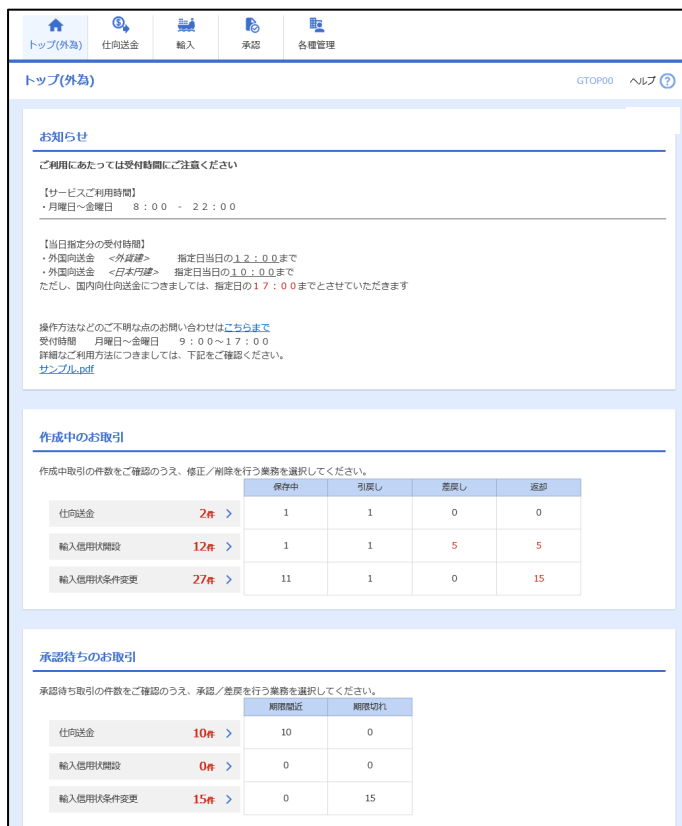 トップ(外為) 仕向送金 輸入 承認 各種管理
トップ(外為) GTOP00 ヘルプ ?
お知らせ
ご利用にあたっては受付時間にご注意ください
【サービスご利用時間】
・月曜日～金曜日 ８：００ - ２２：００
【当日指定分の受付時間】
・外国向送金 <外貨建> 指定日当日の１２：００まで
・外国向送金 <日本円建> 指定日当日の１０：００まで
ただし、国内向仕向送金につきましては、指定日の１７：００までとさせていただきます
操作方法などのご不明な点のお問い合わせはこちらまで
受付時間 月曜日～金曜日 ９：００～１７：００
詳細なご利用方法につきましては、下記をご確認ください。
サンプル.pdf
作成中のお取引
作成中取引の件数をご確認のうえ、修正／削除を行う業務を選択してください。
保存中 引戻し 差戻し 返却
仕向送金 2件 1 1 0 0
輸入信用状開設 12件 1 1 5 5
輸入信用状条件変更 27件 11 1 0 15
承認待ちのお取引
承認待ち取引の件数をご確認のうえ、承認／差戻を行う業務を選択してください。
期限間近 期限切れ
仕向送金 10件 10 0
輸入信用状開設 0件 0 0
輸入信用状条件変更 15件 0 15